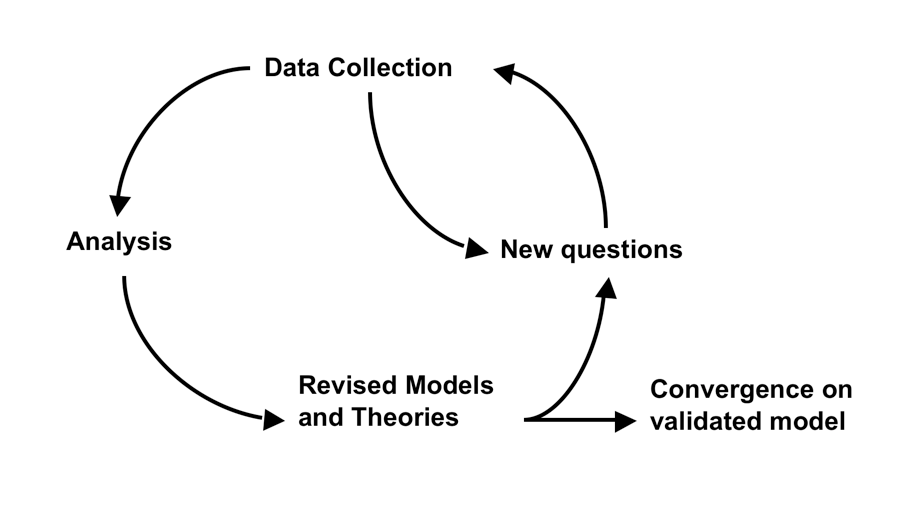 Data Collection
Analysis
New questions
Revised Models
and Theories
Convergence on
validated model